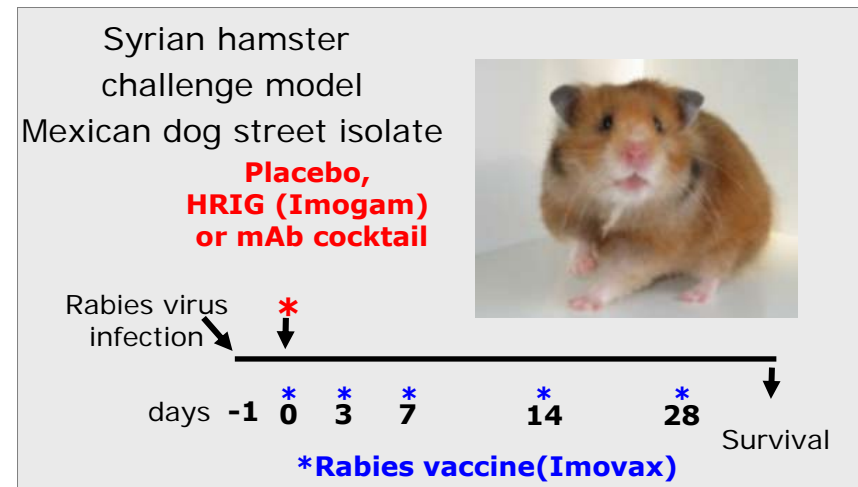 Syrian hamster
challenge model
Mexican dog street isolate
Placebo,
HRIG (Imogam)
or mAb cocktail
Rabies virus
infection
*
* * * * *
days -1 0 3 7 14 28
Survival
*Rabies vaccine(Imovax)